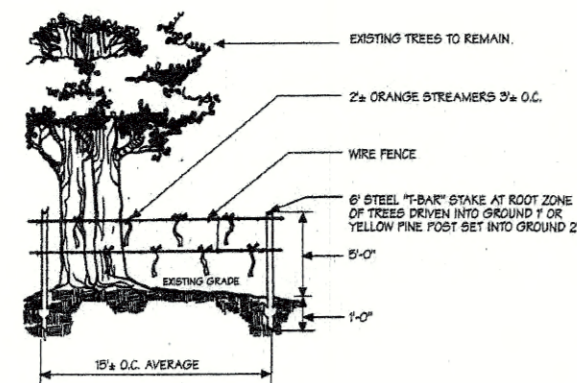 EXISTING TREES TO REMAIN.
2'± ORANGE STREAMERS 3'± O.C.
WIRE FENCE
6' STEEL "T-BAR" STAKE AT ROOT ZONE
OF TREES DRIVEN INTO GROUND 1' OR
YELLOW PINE POST SET INTO GROUND 2'
5'-0"
EXISTING GRADE
1'-0"
15'± O.C. AVERAGE